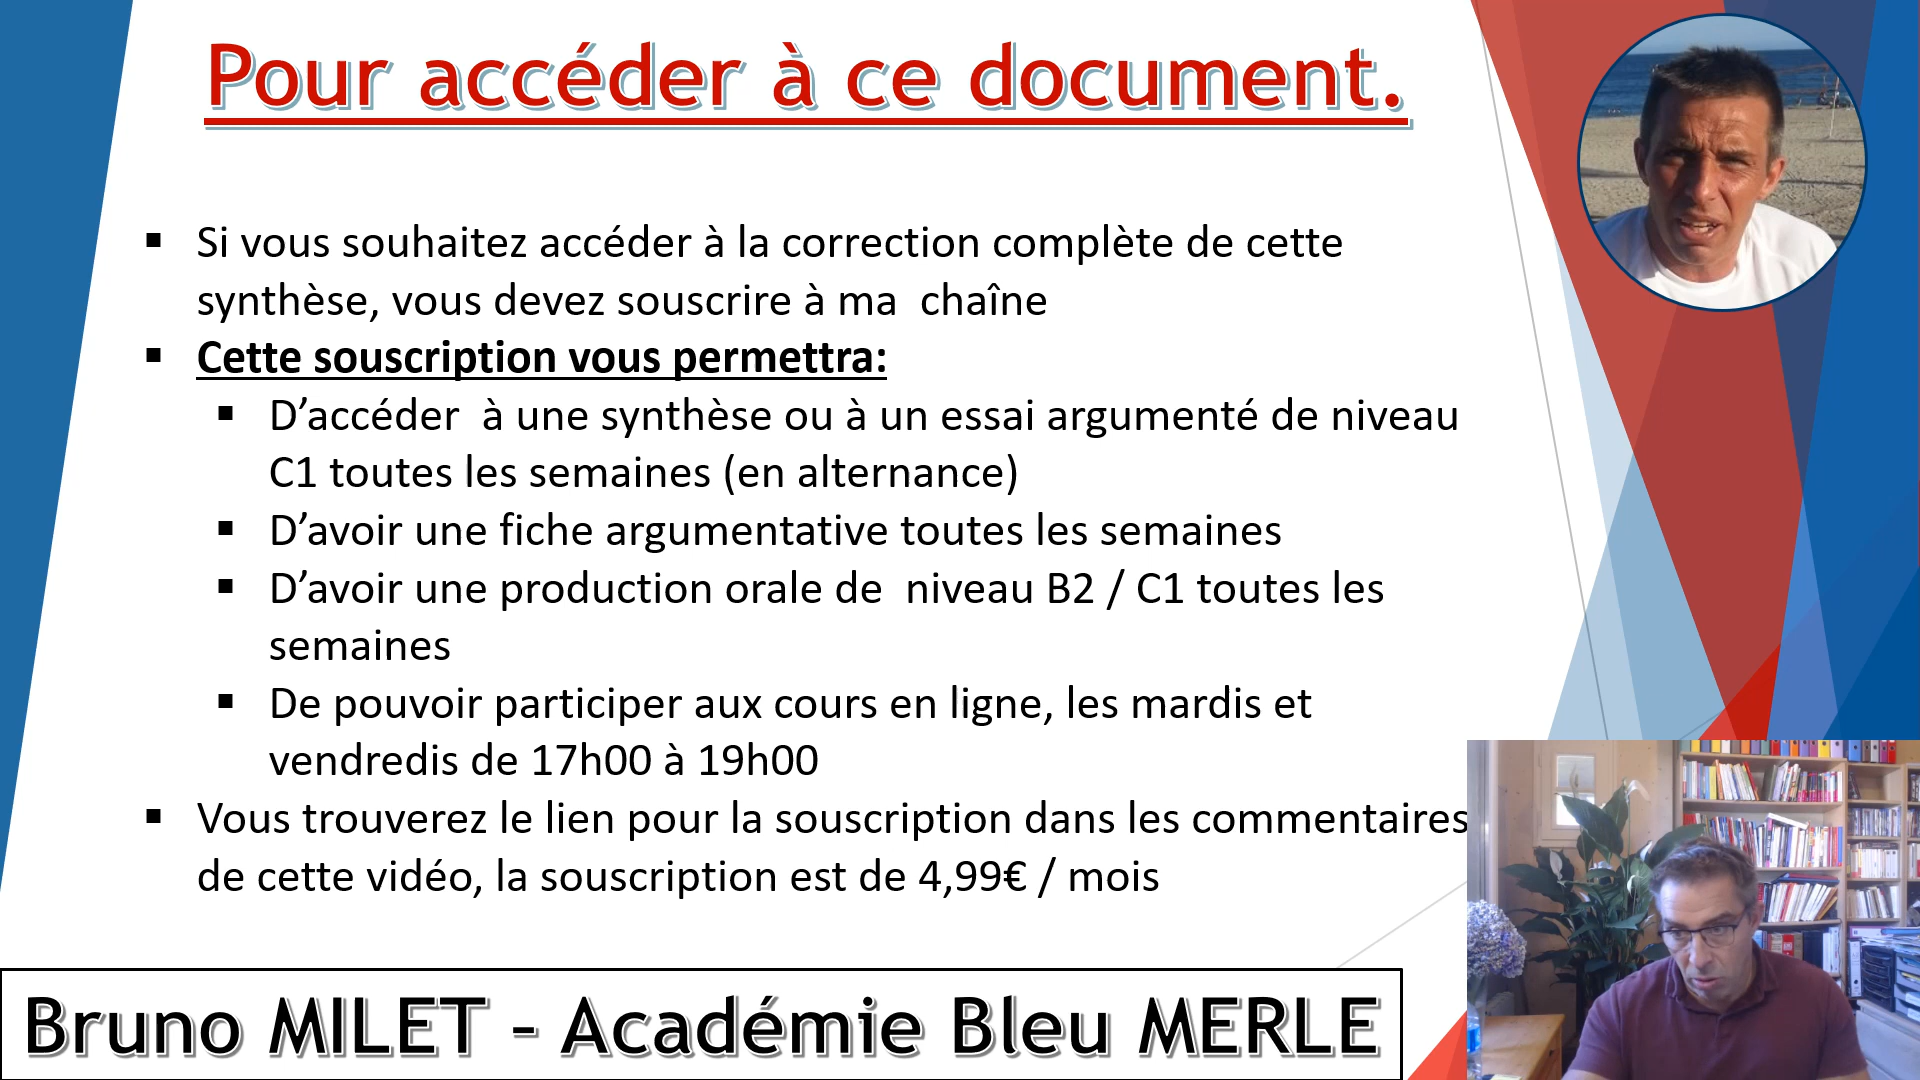 Pour accéder à ce document.
▪ Si vous souhaitez accéder à la correction complète de cette
synthèse, vous devez souscrire à ma  chaîne
▪ Cette souscription vous permettra:
▪ D’accéder  à une synthèse ou à un essai argumenté de niveau
C1 toutes les semaines (en alternance)
▪ D’avoir une fiche argumentative toutes les semaines
▪ D’avoir une production orale de  niveau B2 / C1 toutes les
semaines
▪ De pouvoir participer aux cours en ligne, les mardis et
vendredis de 17h00 à 19h00
▪ Vous trouverez le lien pour la souscription dans les commentaires
de cette vidéo, la souscription est de 4,99€ / mois
Bruno MILET - Académie Bleu MERLE